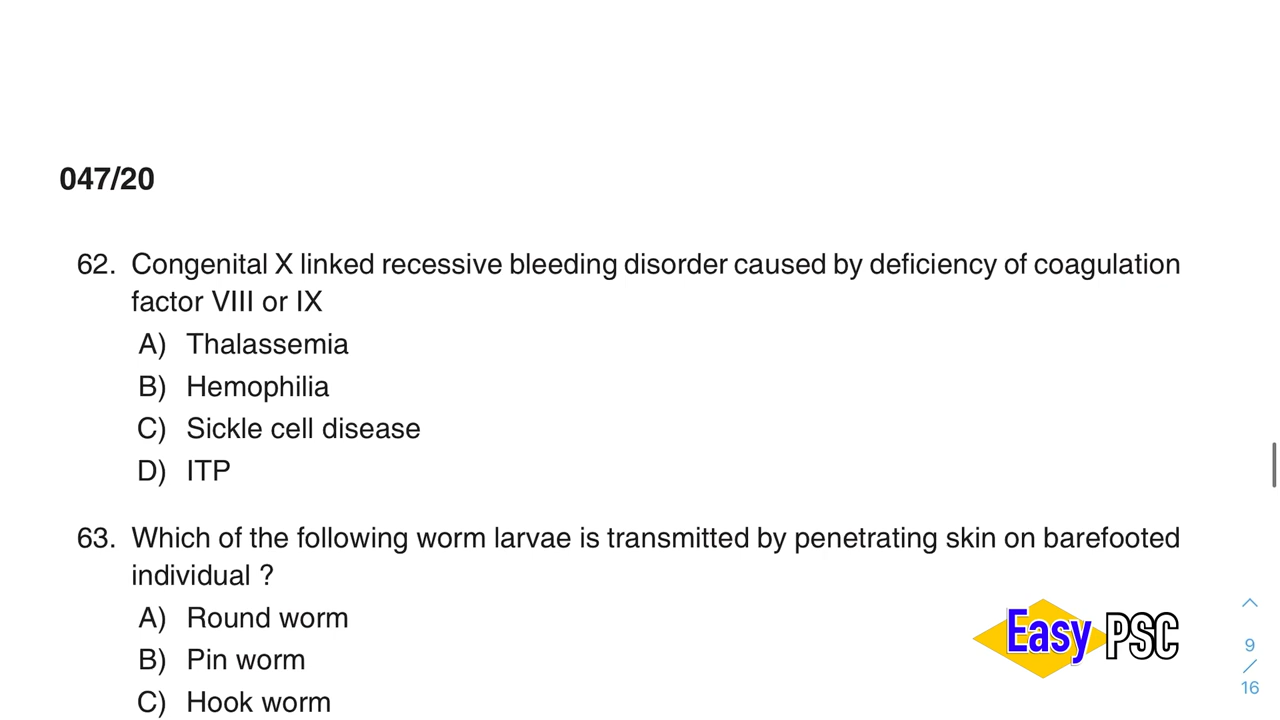 047/20
62. Congenital X linked recessive bleeding disorder caused by deficiency of coagulation
factor VIII or IX
A) Thalassemia
B) Hemophilia
C) Sickle cell disease
D) ITP
63. Which of the following worm larvae is transmitted by penetrating skin on barefooted
individual ?
A) Round worm
B) Pin worm
C) Hook worm
Easy PSC
9
/
16